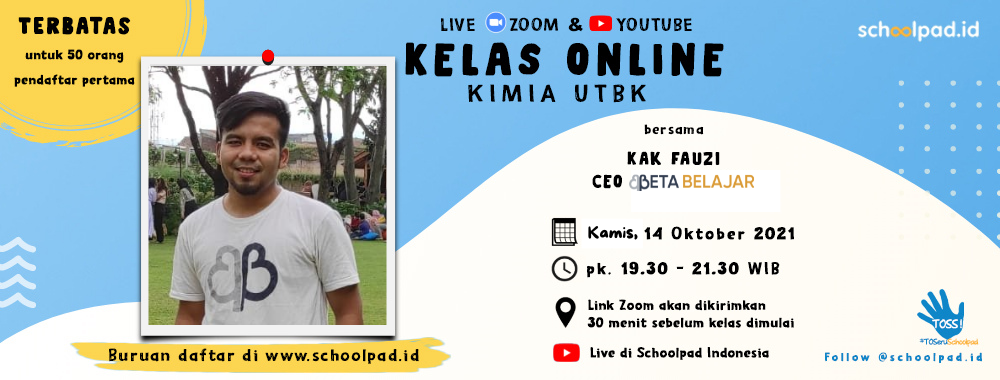 TERBATAS
untuk 50 orang
pendaftar pertama
LIVE ZOOM & YOUTUBE
KELAS ONLINE
KIMIA UTBK
schoolpad.id
bersama
KAK FAUZI
CEO BETA BELAJAR
Kamis, 14 Oktober 2021
pk. 19.30 - 21.30 WIB
Link Zoom akan dikirimkan
30 menit sebelum kelas dimulai
Live di Schoolpad Indonesia
Buruan daftar di www.schoolpad.id
TOSS!
#TOSeruSchoolpad
Follow @schoolpad.id